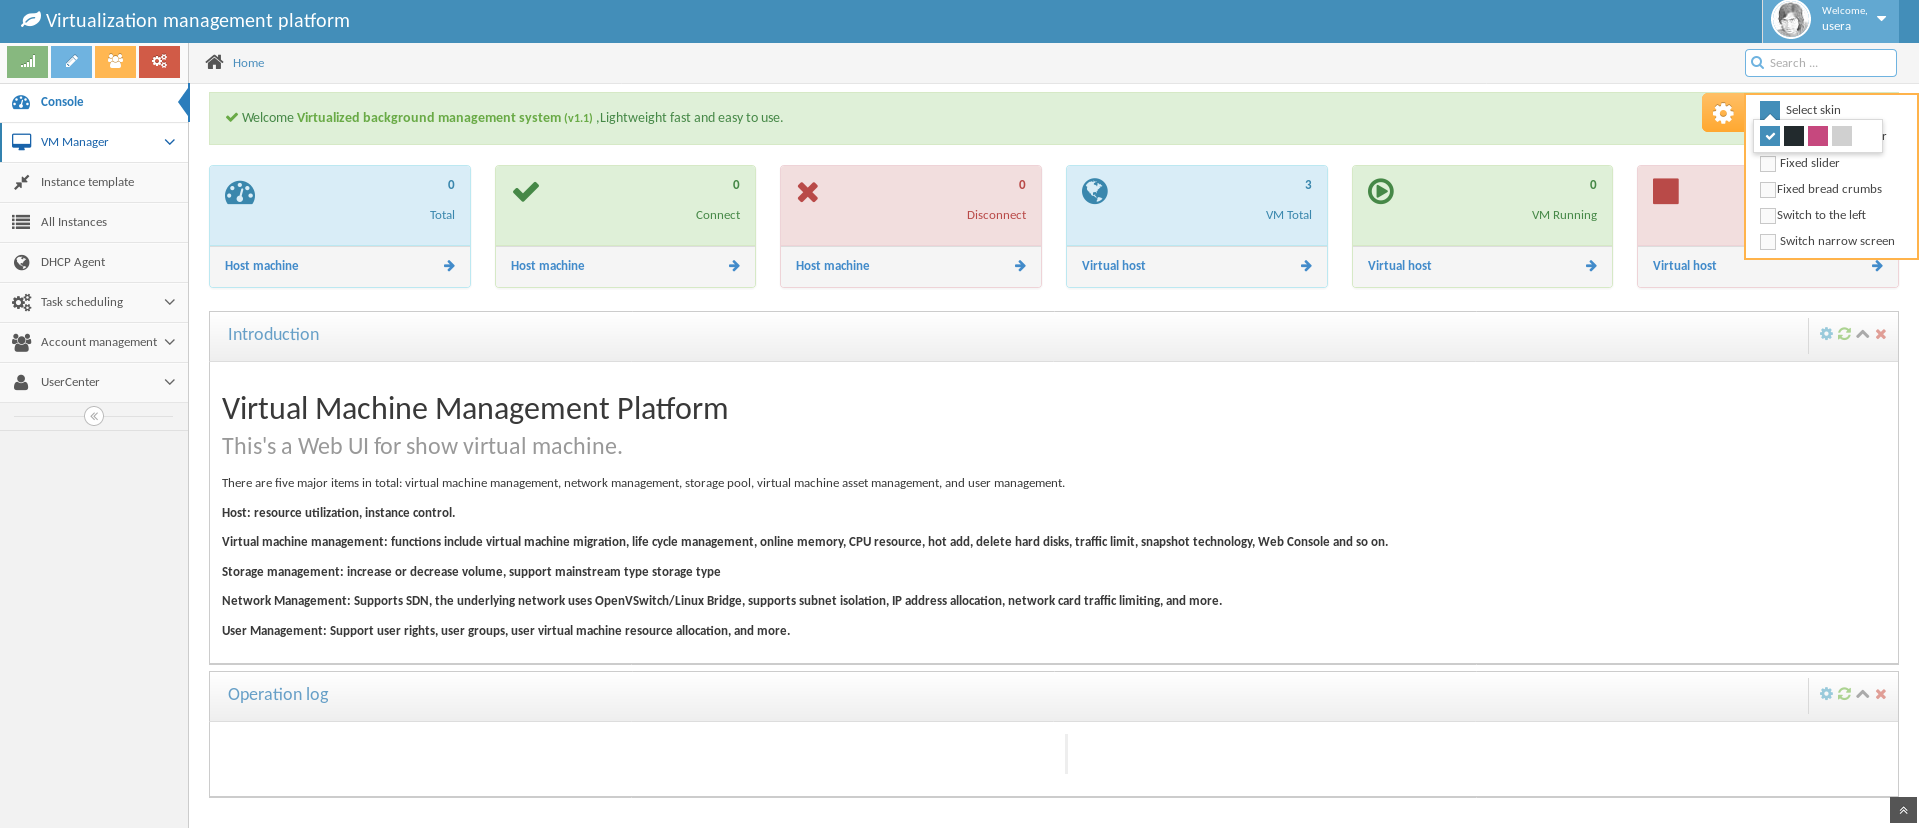 Virtualization management platform
Welcome,
usera
Home
Search ...
Console
VM Manager
Instance template
All Instances
DHCP Agent
Task scheduling
Account management
UserCenter
Welcome Virtualized background management system (v1.1) ,Lightweight fast and easy to use.
Select skin
r
Fixed slider
Fixed bread crumbs
Switch to the left
Switch narrow screen
0
Total
Host machine
0
Connect
Host machine
0
Disconnect
Host machine
3
VM Total
Virtual host
0
VM Running
Virtual host
Virtual host
Introduction
Virtual Machine Management Platform
This's a Web UI for show virtual machine.
There are five major items in total: virtual machine management, network management, storage pool, virtual machine asset management, and user management.
Host: resource utilization, instance control.
Virtual machine management: functions include virtual machine migration, life cycle management, online memory, CPU resource, hot add, delete hard disks, traffic limit, snapshot technology, Web Console and so on.
Storage management: increase or decrease volume, support mainstream type storage type
Network Management: Supports SDN, the underlying network uses OpenVSwitch/Linux Bridge, supports subnet isolation, IP address allocation, network card traffic limiting, and more.
User Management: Support user rights, user groups, user virtual machine resource allocation, and more.
Operation log